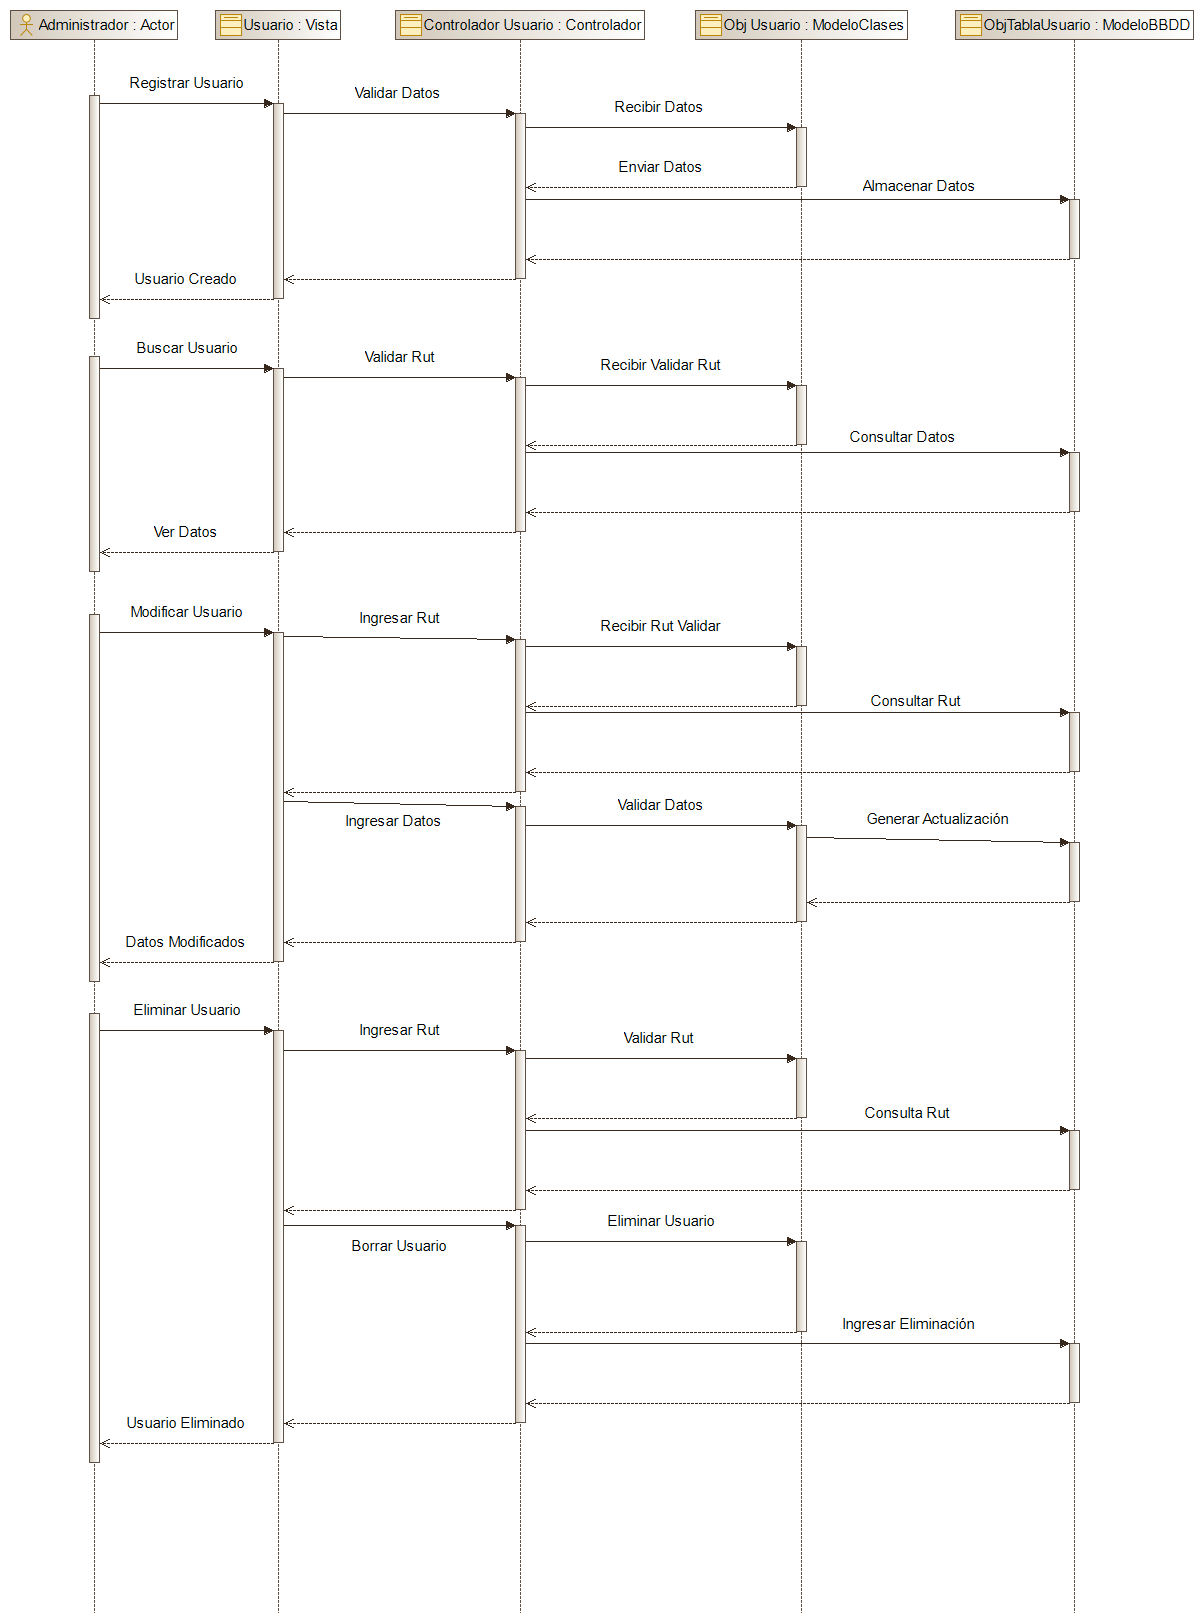 Administrador : Actor
Usuario : Vista
Controlador Usuario : Controlador
Obj Usuario : ModeloClases
ObjTablaUsuario : ModeloBBDD
Registrar Usuario
Validar Datos
Recibir Datos
Enviar Datos
Almacenar Datos
Usuario Creado
Buscar Usuario
Validar Rut
Recibir Validar Rut
Consultar Datos
Ver Datos
Modificar Usuario
Ingresar Rut
Recibir Rut Validar
Consultar Rut
Validar Datos
Ingresar Datos
Generar Actualización
Datos Modificados
Eliminar Usuario
Ingresar Rut
Validar Rut
Consulta Rut
Eliminar Usuario
Borrar Usuario
Ingresar Eliminación
Usuario Eliminado